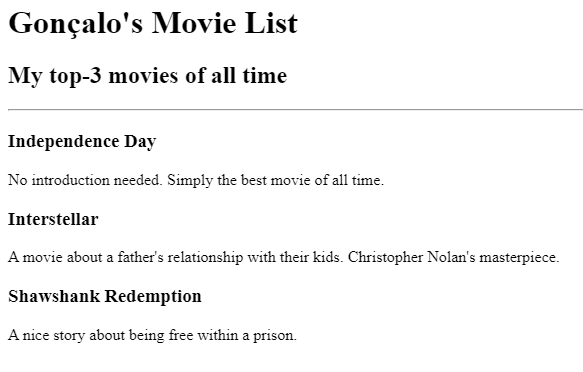 Gonçalo's Movie List
My top-3 movies of all time
Independence Day
No introduction needed. Simply the best movie of all time.
Interstellar
A movie about a father's relationship with their kids. Christopher Nolan's masterpiece.
Shawshank Redemption
A nice story about being free within a prison.